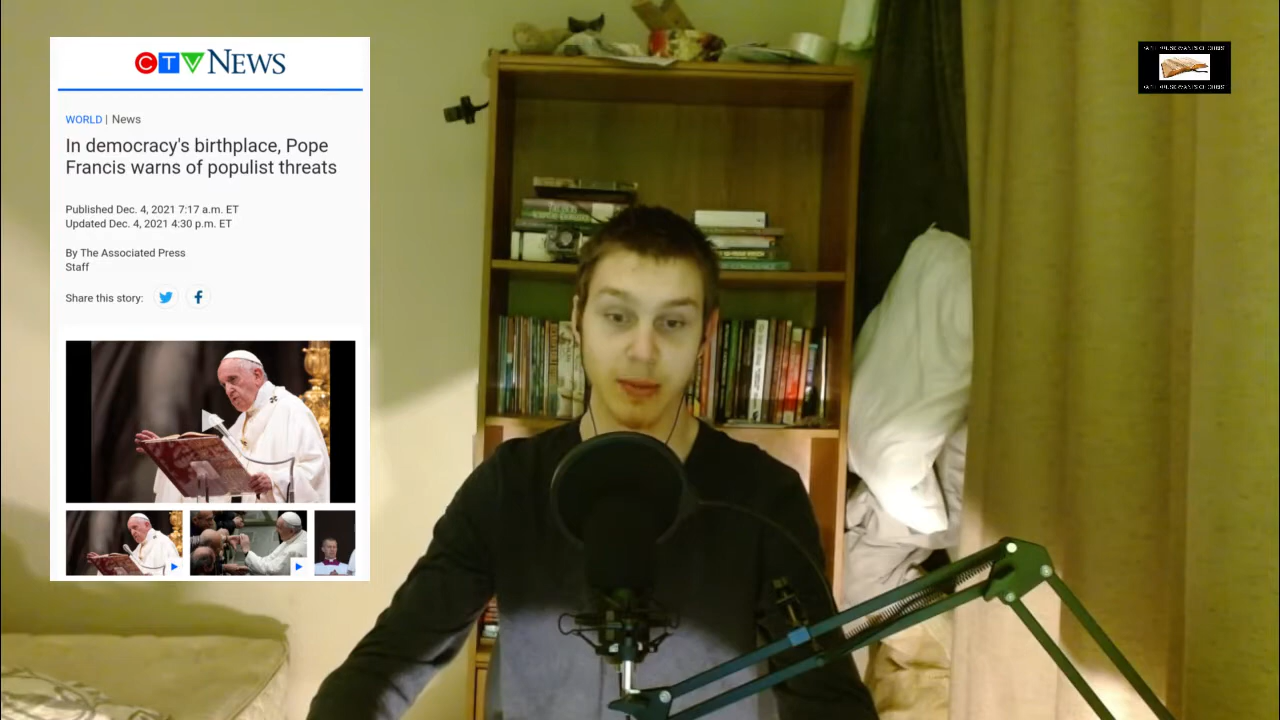 CTV NEWS
WORLD | News
In democracy's birthplace, Pope
Francis warns of populist threats
Published Dec. 4, 2021 7:17 a.m. ET
Updated Dec. 4, 2021 4:30 p.m. ET
By The Associated Press
Staff
Share this story: